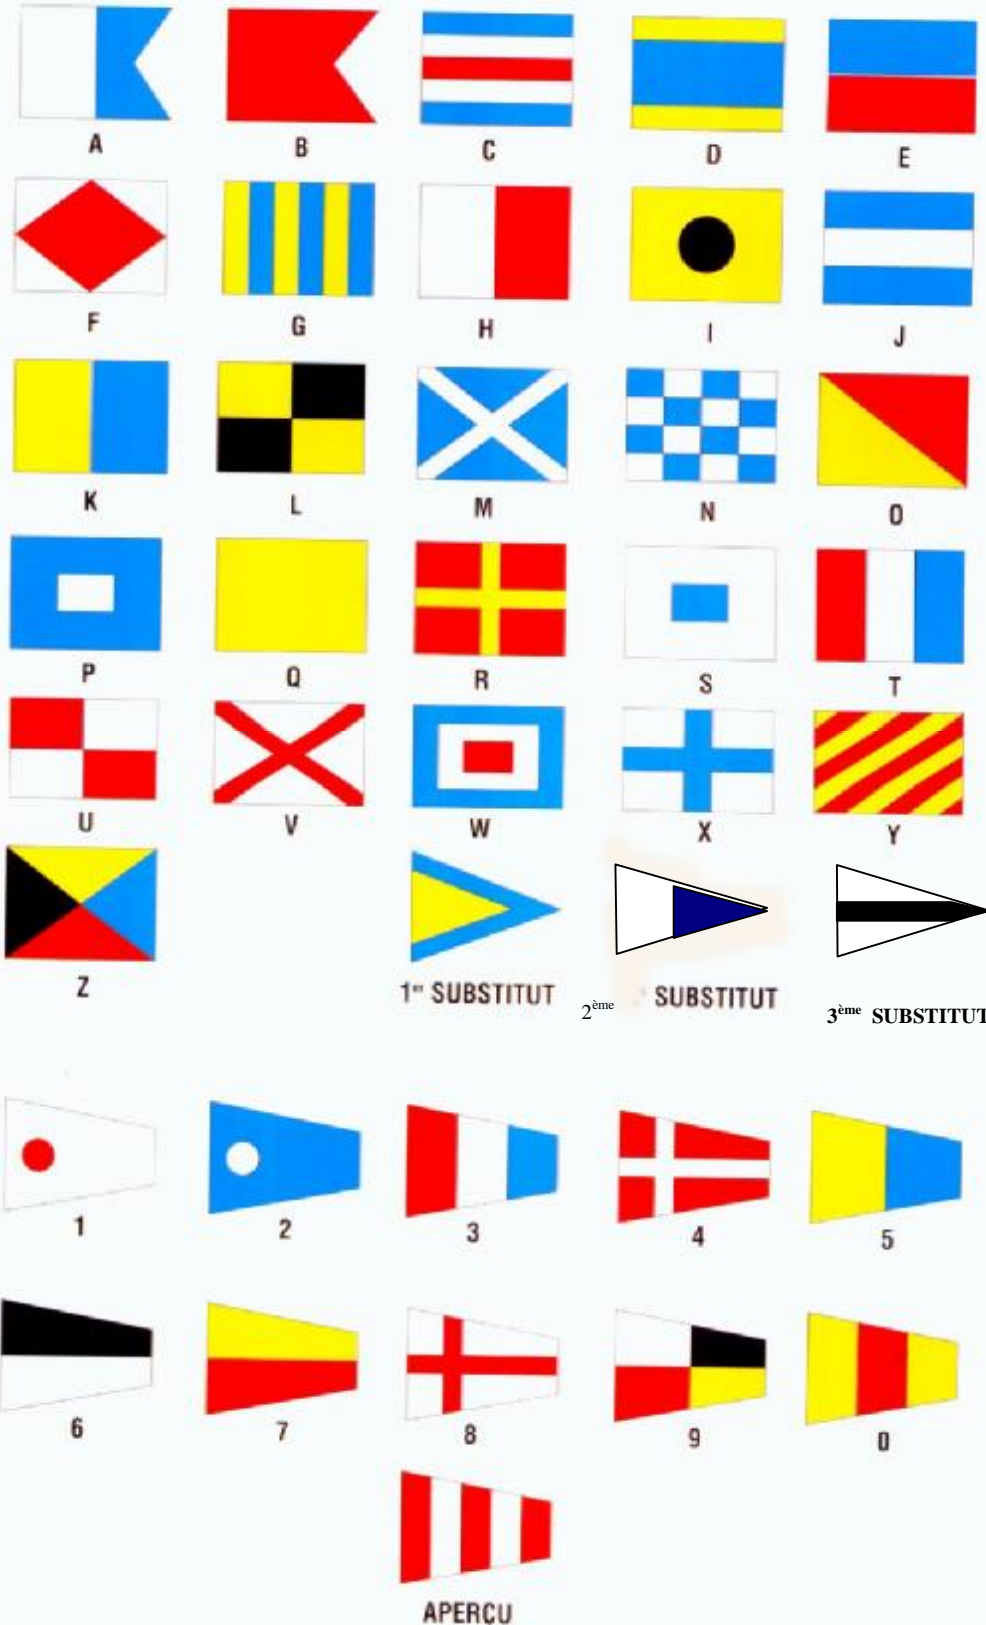 A B C D E
F G H I J
K L M N O
P Q R S T
U V W X Y
Z 1er SUBSTITUT 2ème SUBSTITUT 3ème SUBSTITUT
1 2 3 4 5
6 7 8 9 0
APERCU